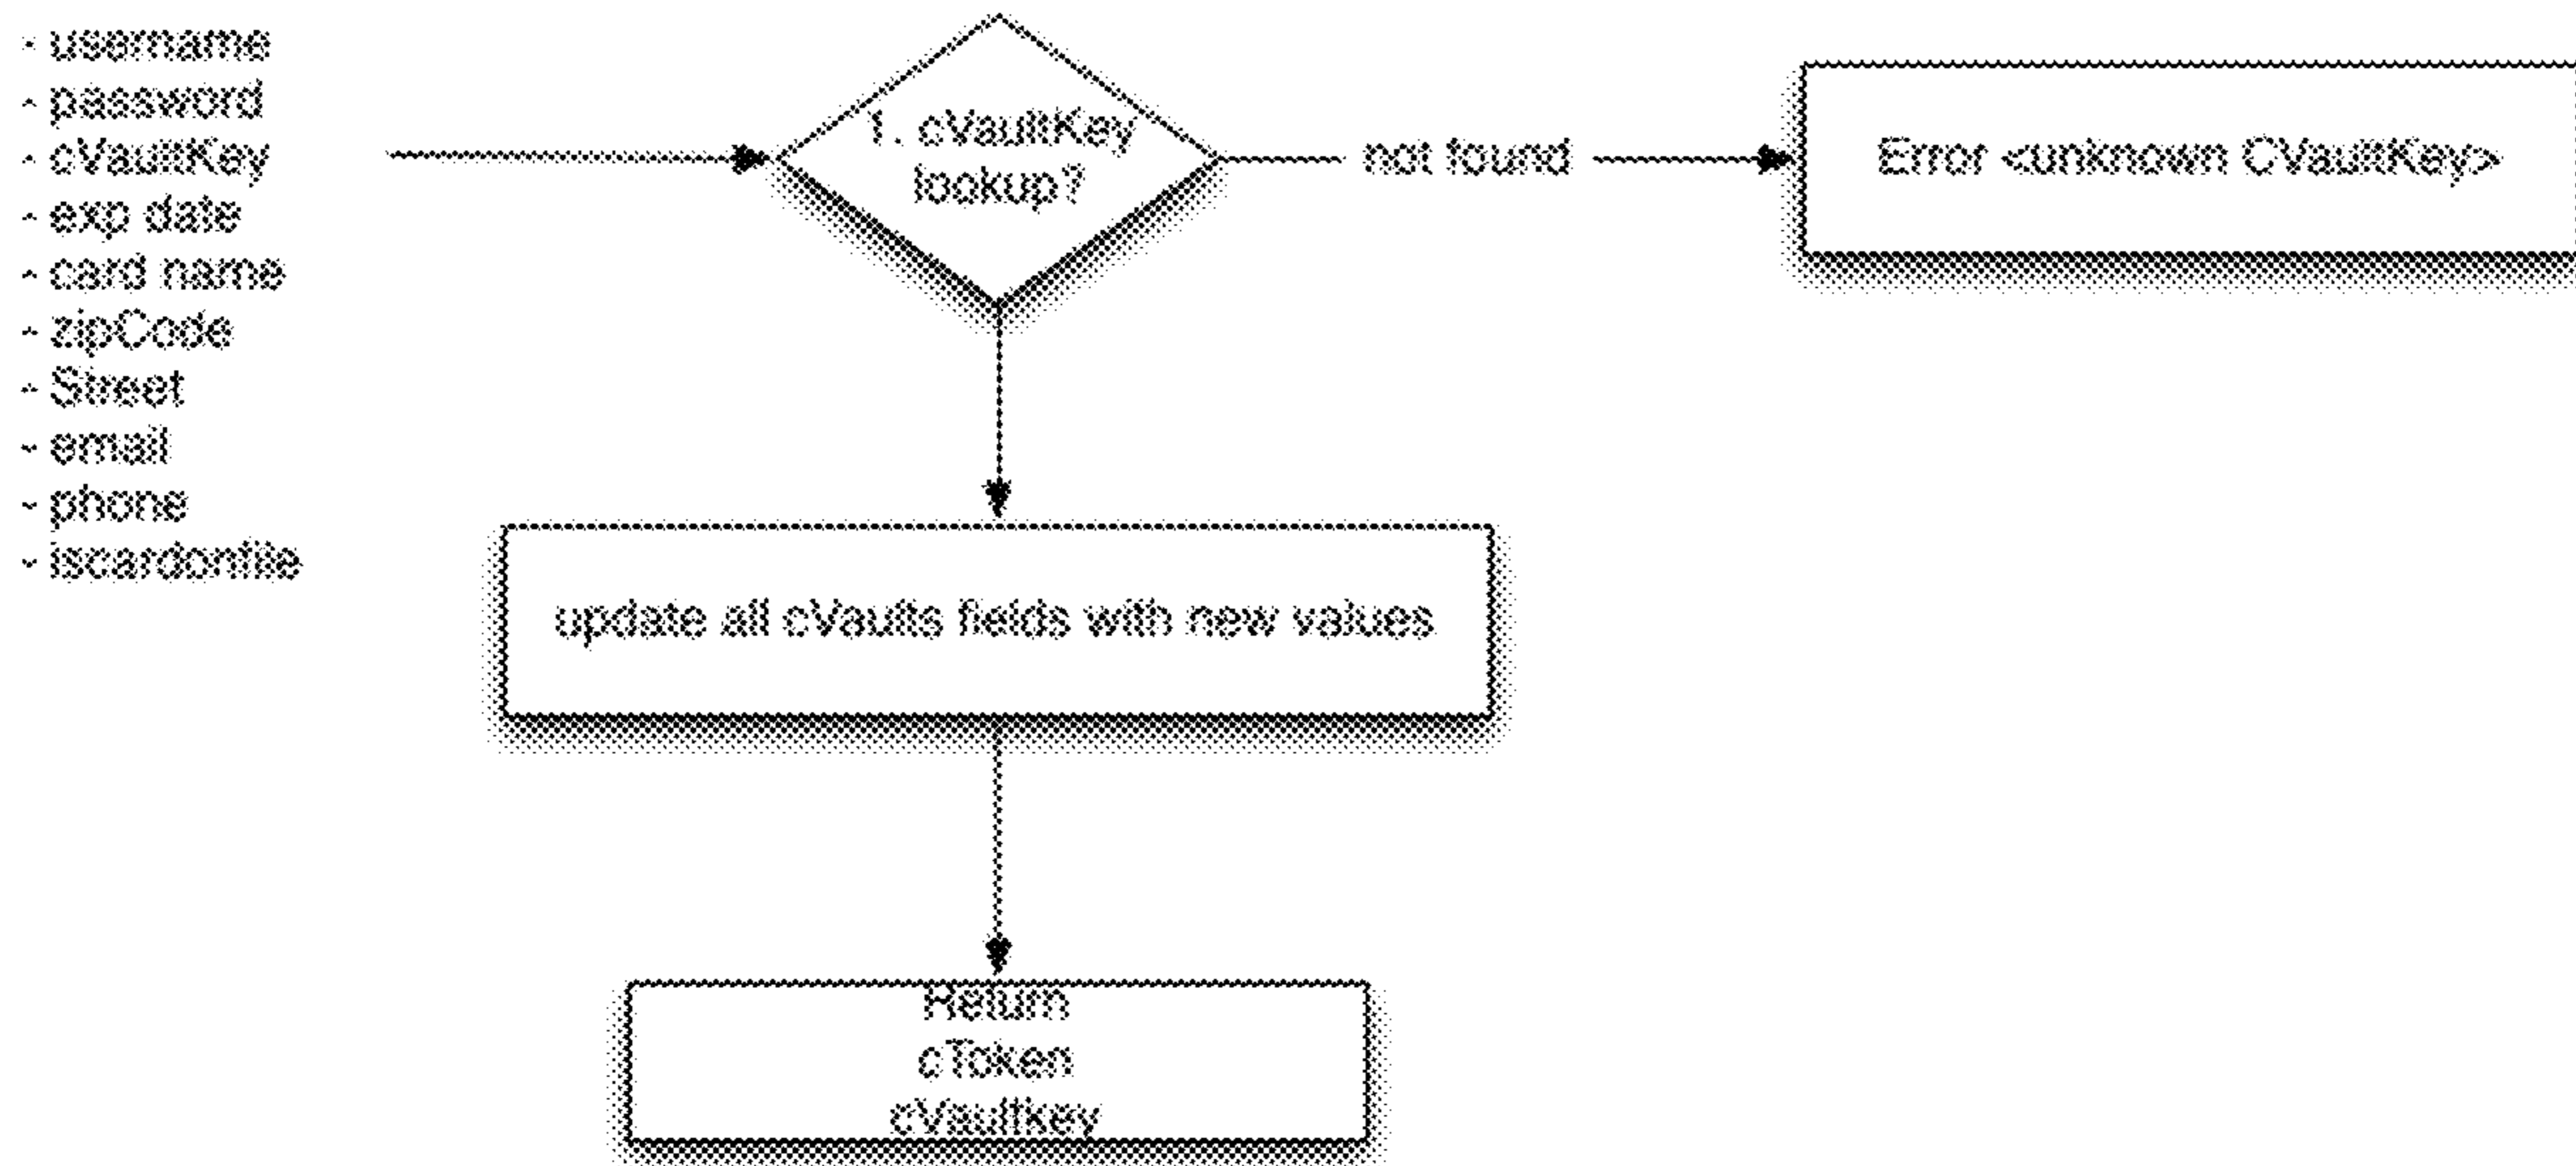 - username
- password
- cVaultKey
- exp date
- card name
- zipCode
- Street
- email
- phone
- iscardonfile
1. cVaultKey
lookup?
not found
Error <unknown CVaultKey>
update all cVaults fields with new values
Return
cToken
cVaultkey